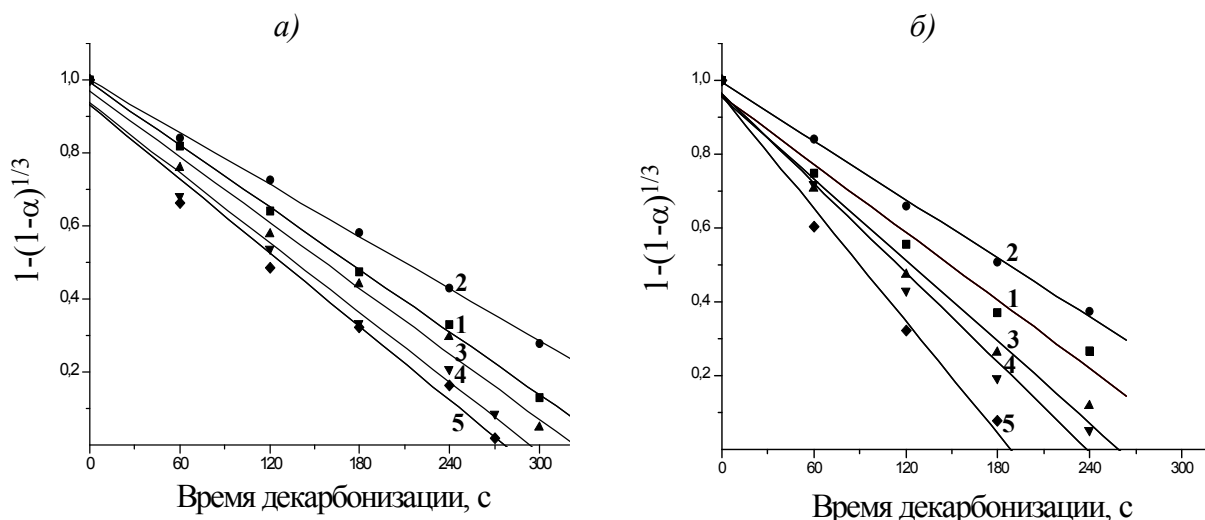 а)
1-(1-α)^1/3
1,0
0,8
0,6
0,4
0,2
2
1
3
4
5
0 60 120 180 240 300
Время декарбонизации, с
б)
1-(1-α)^1/3
1,0
0,8
0,6
0,4
0,2
2
1
3
4
5
0 60 120 180 240 300
Время декарбонизации, с